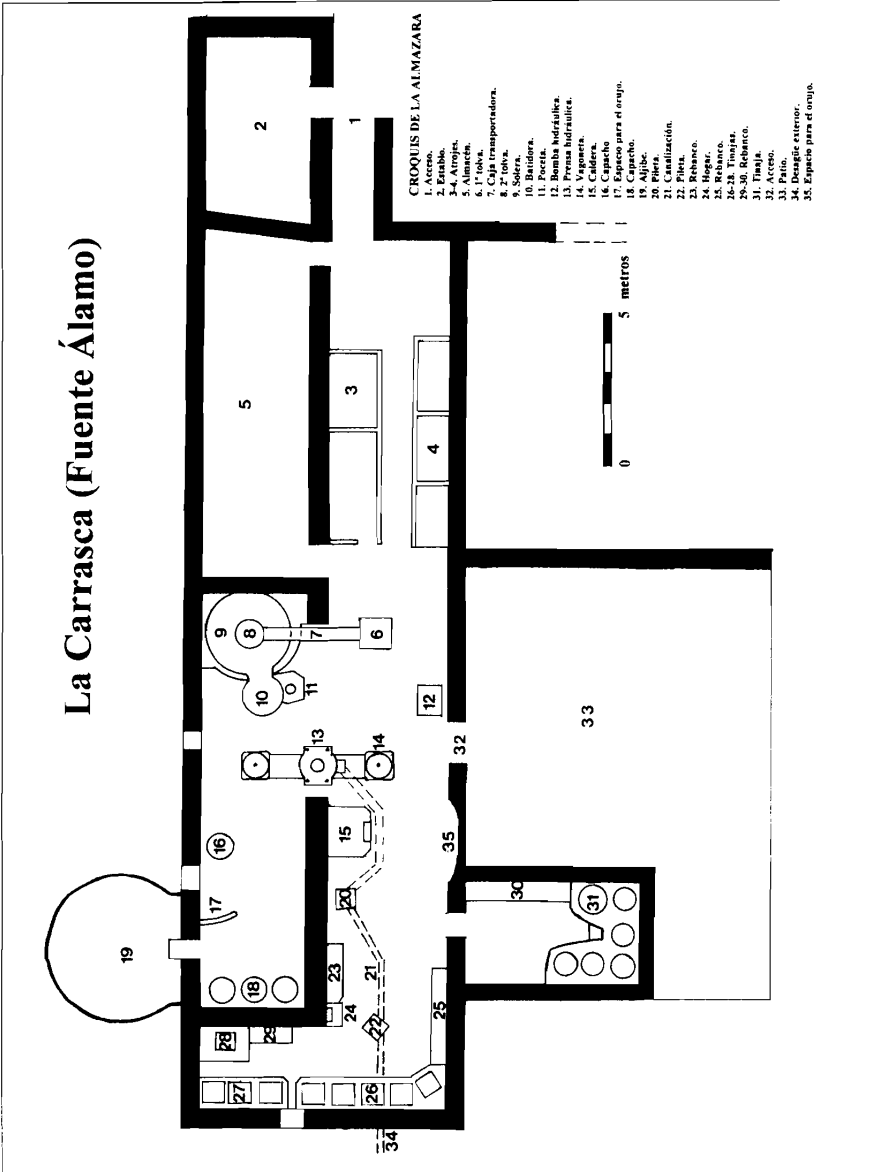 La Carrasca (Fuente Álamo)
CROQUIS DE LA ALMAZARA
1. Acceso.
2. Establo.
3-4. Atrojes.
5. Almacén.
6. 1ª tolva.
7. Caja transportadora.
8. 2ª tolva.
9. Solera.
10. Batidora.
11. Poceta.
12. Bomba hidráulica.
13. Prensa hidráulica.
14. Vagoneta.
15. Caldera.
16. Capacho
17. Espacio para el orujo.
18. Capacho.
19. Aljibe.
20. Pileta.
21. Canalización.
22. Pileta.
23. Rebanco.
24. Hogar.
25. Rebanco.
26-28. Tinajas.
29-30. Rebanco.
31. Tinaja.
32. Acceso.
33. Patio.
34. Desagüe exterior.
35. Espacio para el orujo.
0 5 metros
1
2
3
4
5
6
7
8
9
10
11
12
13
14
15
16
17
18
19
20
21
22
23
24
25
26
27
28
29
30
31
32
33
34
35